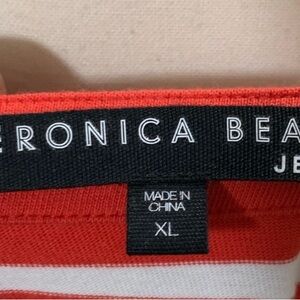 ERONICA BEA
JE
MADE IN
CHINA
XL